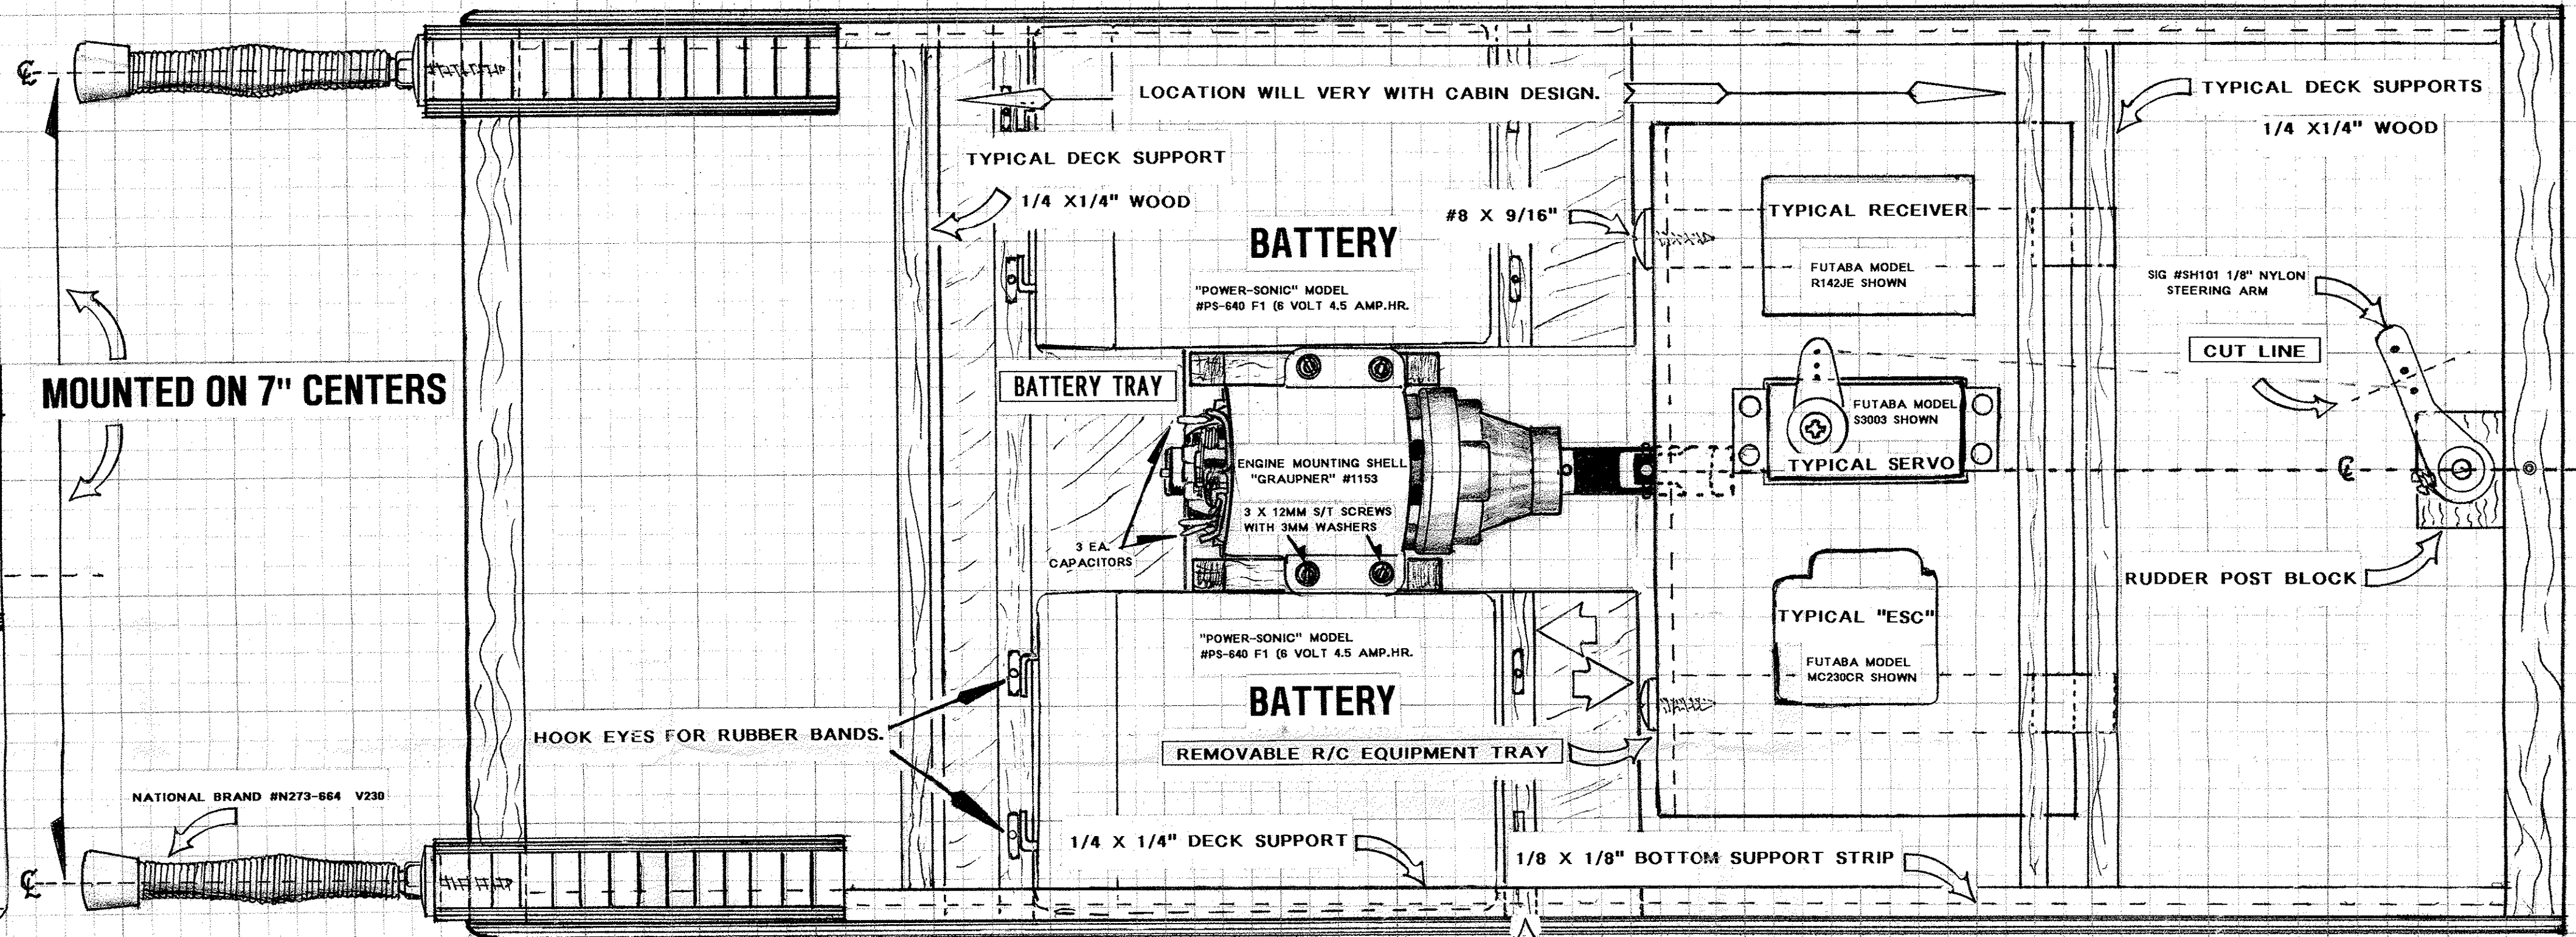 LOCATION WILL VERY WITH CABIN DESIGN.
TYPICAL DECK SUPPORTS
1/4 X1/4" WOOD
TYPICAL DECK SUPPORT
1/4 X1/4" WOOD
#8 X 9/16"
TYPICAL RECEIVER
FUTABA MODEL
R142JE SHOWN
BATTERY
"POWER-SONIC" MODEL
#PS-640 F1 (6 VOLT 4.5 AMP.HR.
SIG #SH101 1/8" NYLON
STEERING ARM
CUT LINE
MOUNTED ON 7" CENTERS
BATTERY TRAY
FUTABA MODEL
S3003 SHOWN
TYPICAL SERVO
ENGINE MOUNTING SHELL
"GRAUPNER" #1153
3 X 12MM S/T SCREWS
WITH 3MM WASHERS
3 EA.
CAPACITORS
RUDDER POST BLOCK
TYPICAL "ESC"
FUTABA MODEL
MC230CR SHOWN
"POWER-SONIC" MODEL
#PS-640 F1 (6 VOLT 4.5 AMP.HR.
BATTERY
HOOK EYES FOR RUBBER BANDS.
REMOVABLE R/C EQUIPMENT TRAY
NATIONAL BRAND #N273-664 V230
1/4 X 1/4" DECK SUPPORT
1/8 X 1/8" BOTTOM SUPPORT STRIP